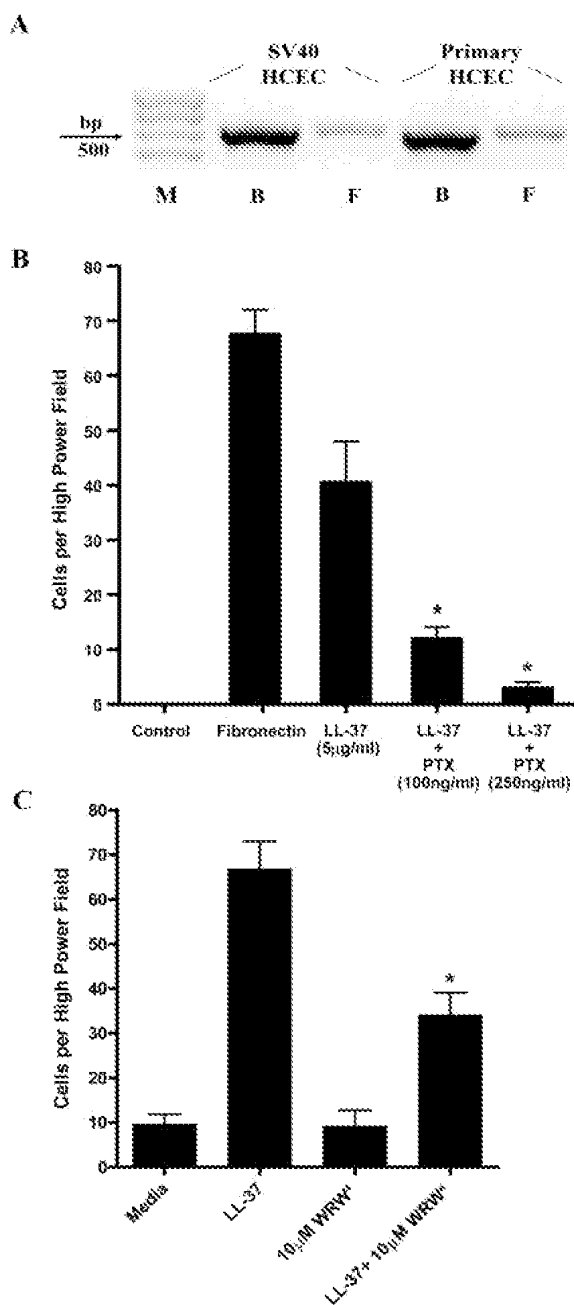 A
SV40 Primary
HCEC HCEC
bp
500
M B F B F
B
Cells per High Power Field
80
70
60
50
40
30
20
10
0
* *
Control Fibronectin LL-37 LL-37 LL-37
(5µg/ml) + +
PTX PTX
(100ng/ml) (250ng/ml)
C
Cells per High Power Field
80
70
60
50
40
30
20
10
0
*
Media
LL-37
10µM WRW⁴
LL-37+ 10µM WRW⁴